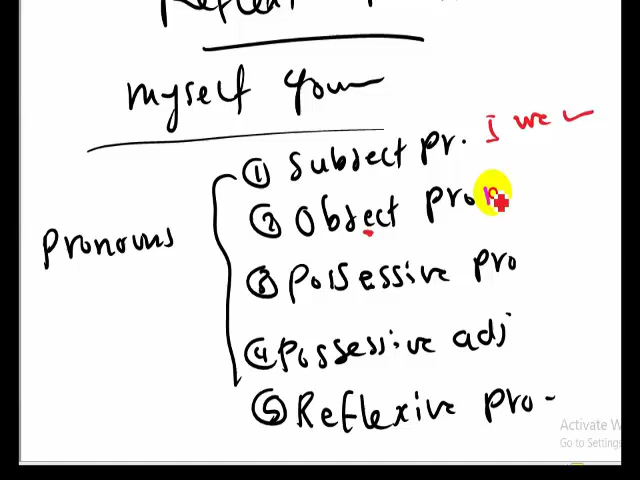 myself your
Pronouns
① Subject pr. I we
② Object pro
③ Possessive pro
④ Possessive adj
⑤ Reflexive pro -
Activate W
Go to Settings